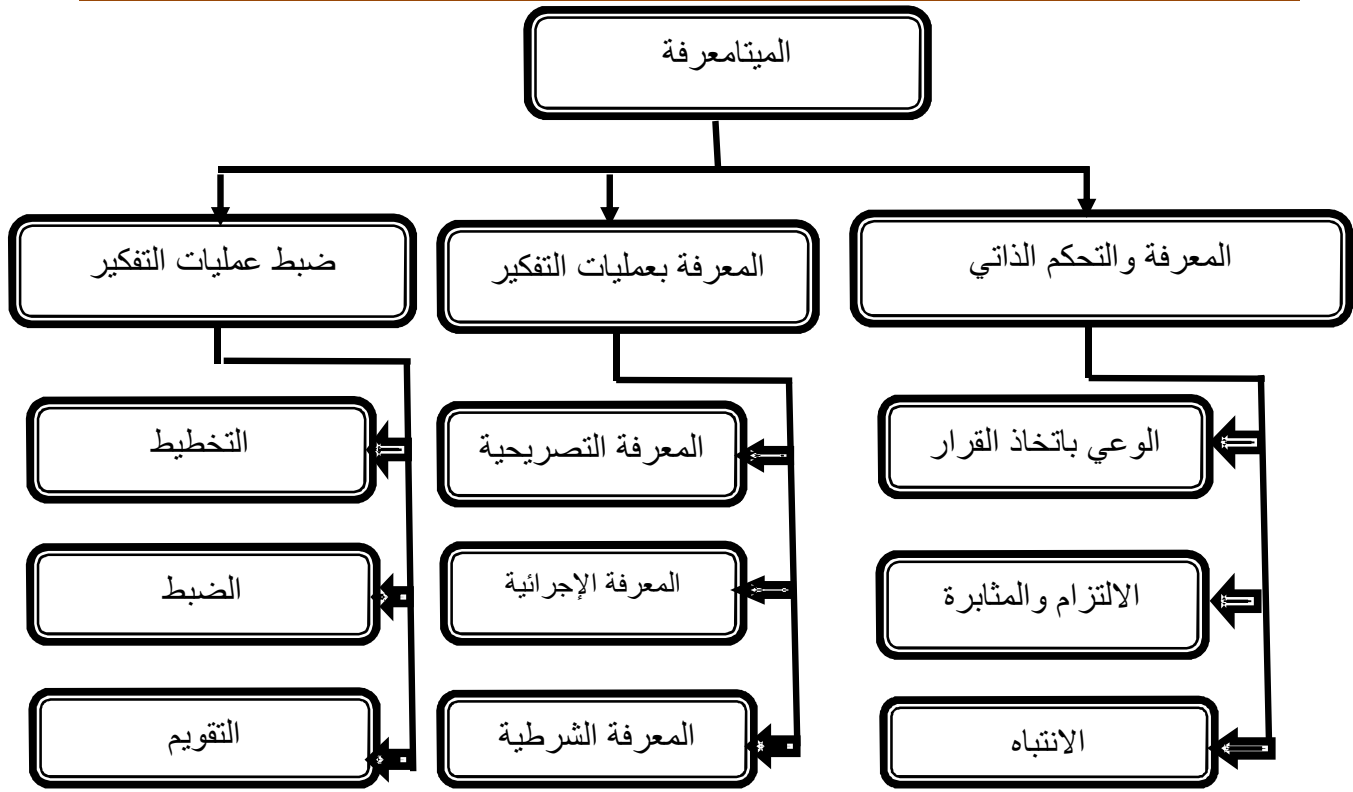 الميتامعرفة
المعرفة والتحكم الذاتي
المعرفة بعمليات التفكير
ضبط عمليات التفكير
الوعي باتخاذ القرار
المعرفة التصريحية
التخطيط
الالتزام والمثابرة
المعرفة الإجرائية
الضبط
الانتباه
المعرفة الشرطية
التقويم